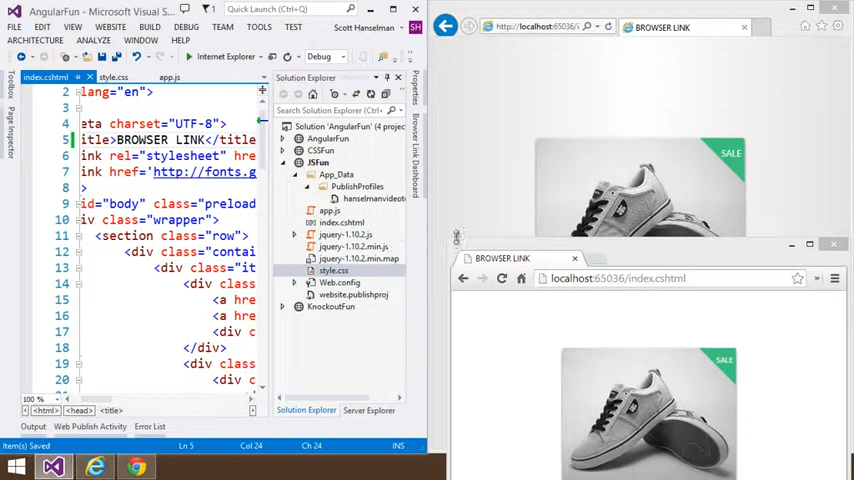 AngularFun - Microsoft Visual S...
Quick Launch (Ctrl+Q)
FILE EDIT VIEW PROJECT BUILD DEBUG TEAM TOOLS TEST
Scott Hanselman SH
ARCHITECTURE ANALYZE WINDOW HELP
Internet Explorer Debug
Toolbox
Page Inspector
index.cshtml style.css app.js
2 lang="en">
3
4 eta charset="UTF-8">
5 itle>BROWSER LINK</title
6 ink rel="stylesheet" hre
7 ink href='http://fonts.g
8 >
9 id="body" class="preload
10 iv class="wrapper">
11 <section class="row">
12 <div class="contai
13 <div class="it
14 <div class
15 <a hre
16 <a hre
17 <div c
18 </div>
19 <div class
20 <div c
100 %
<html> <head> <title>
Output Web Publish Activity Error List
Item(s) Saved Ln 5 Col 24 Ch 24 INS
Solution Explorer
Search Solution Explorer (Ctrl+
Solution 'AngularFun' (4 projec
AngularFun
CSSFun
JSFun
App_Data
PublishProfiles
hanselmanvideote
app.js
index.cshtml
jquery-1.10.2.js
jquery-1.10.2.min.js
jquery-1.10.2.min.map
style.css
Web.config
website.publishproj
KnockoutFun
Solution Explorer Server Explorer
Properties
Browser Link Dashboard
http://localhost:65036/i
BROWSER LINK
SALE
BROWSER LINK
localhost:65036/index.cshtml
SALE